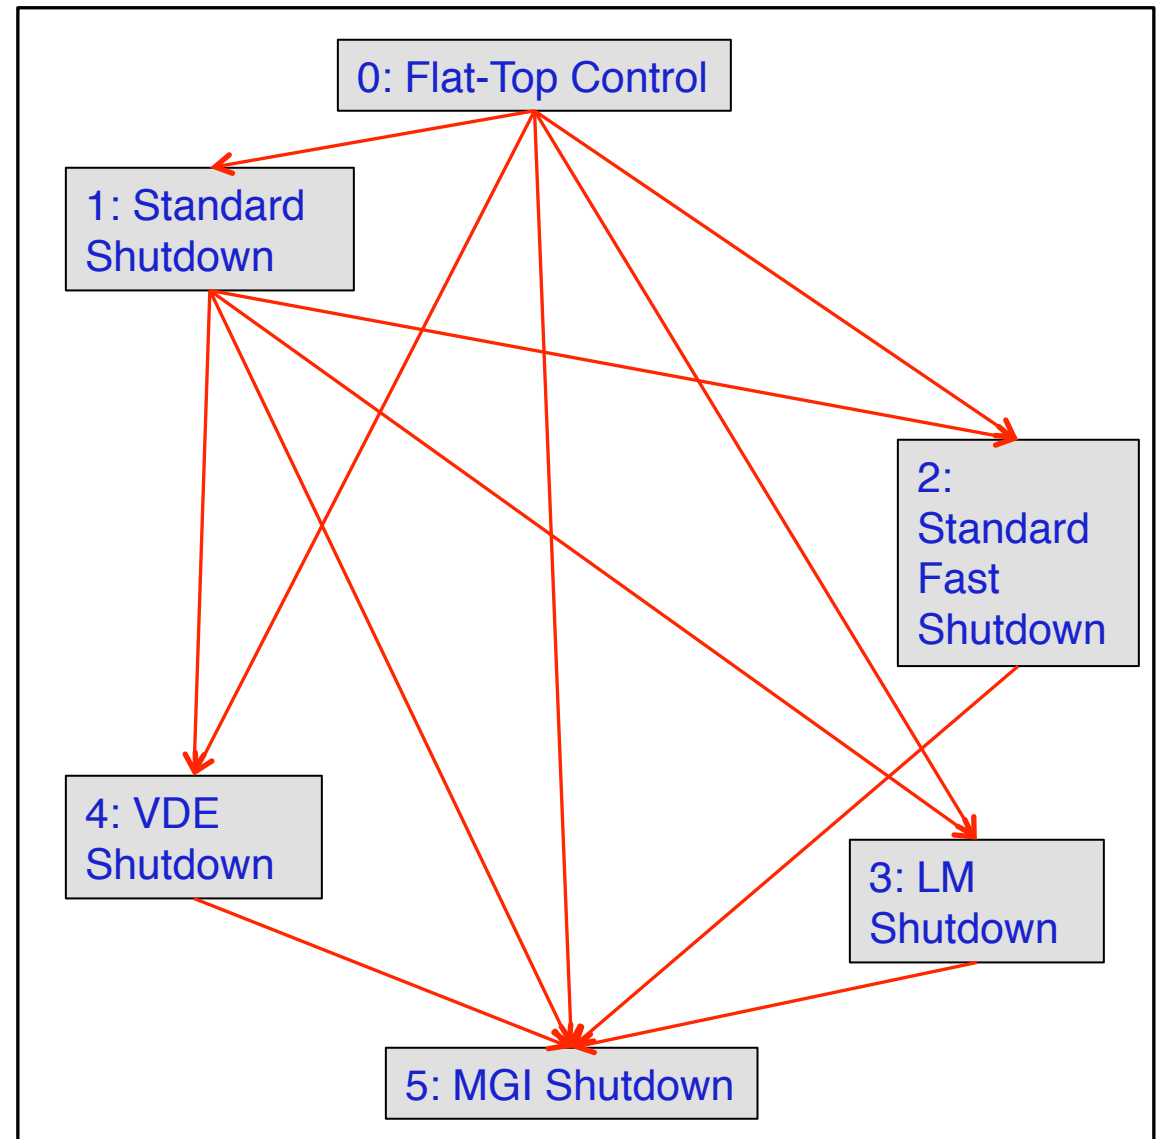 0: Flat-Top Control
1: Standard
Shutdown
2:
Standard
Fast
Shutdown
4: VDE
Shutdown
3: LM
Shutdown
5: MGI Shutdown